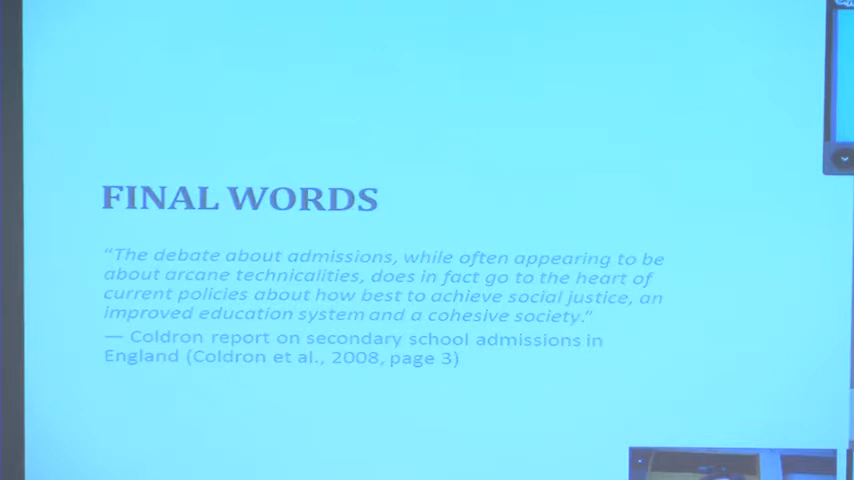 FINAL WORDS
“The debate about admissions, while often appearing to be
about arcane technicalities, does in fact go to the heart of
current policies about how best to achieve social justice, an
improved education system and a cohesive society.”
— Coldron report on secondary school admissions in
England (Coldron et al., 2008, page 3)